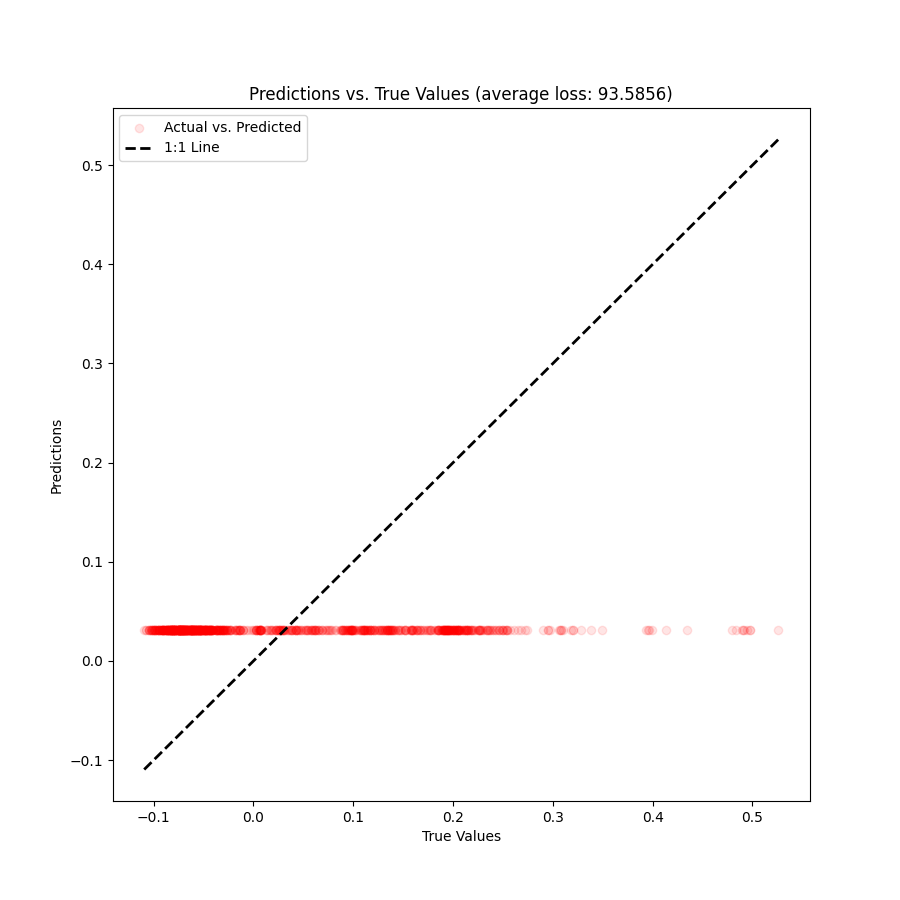 Predictions vs. True Values (average loss: 93.5856)
Actual vs. Predicted
1:1 Line
0.5
0.4
0.3
0.2
0.1
0.0
−0.1
Predictions
−0.1 0.0 0.1 0.2 0.3 0.4 0.5
True Values